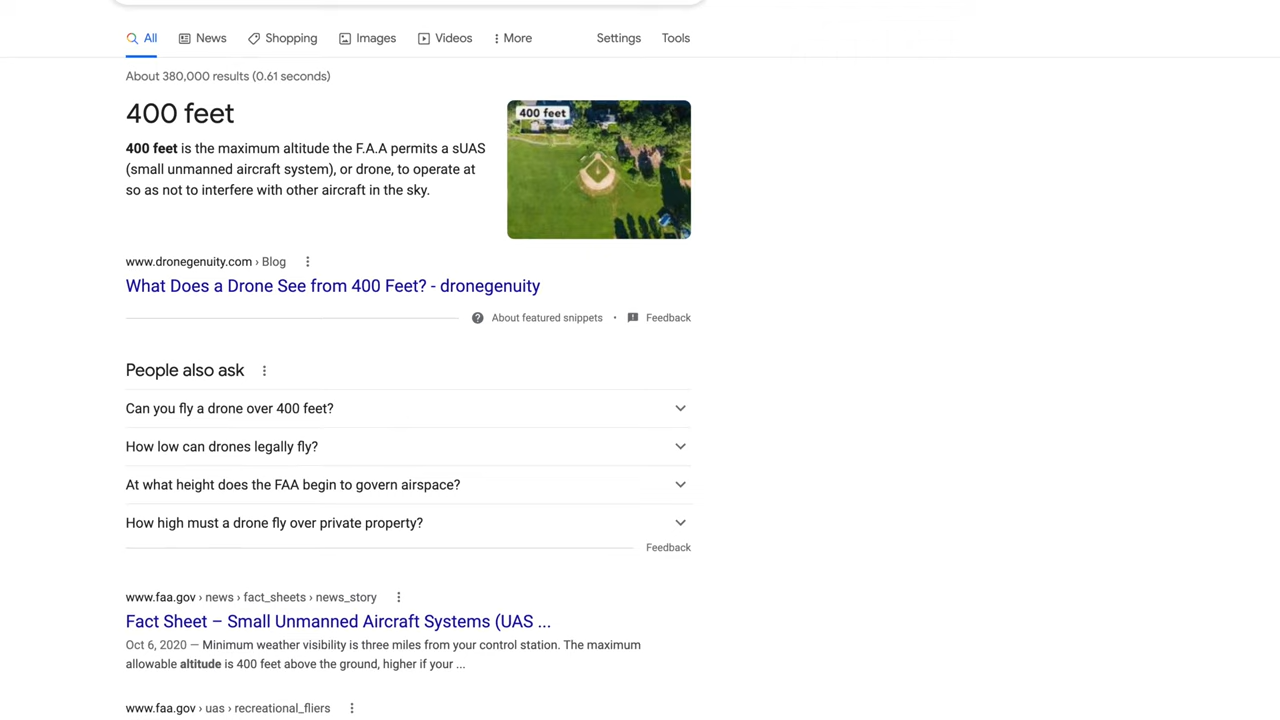 All News Shopping Images Videos More Settings Tools
About 380,000 results (0.61 seconds)
400 feet
400 feet
400 feet is the maximum altitude the F.A.A permits a sUAS
(small unmanned aircraft system), or drone, to operate at
so as not to interfere with other aircraft in the sky.
www.dronegenuity.com › Blog
What Does a Drone See from 400 Feet? - dronegenuity
About featured snippets • Feedback
People also ask
Can you fly a drone over 400 feet?
How low can drones legally fly?
At what height does the FAA begin to govern airspace?
How high must a drone fly over private property?
Feedback
www.faa.gov › news › fact_sheets › news_story
Fact Sheet – Small Unmanned Aircraft Systems (UAS ...
Oct 6, 2020 — Minimum weather visibility is three miles from your control station. The maximum
allowable altitude is 400 feet above the ground, higher if your ...
www.faa.gov › uas › recreational_fliers